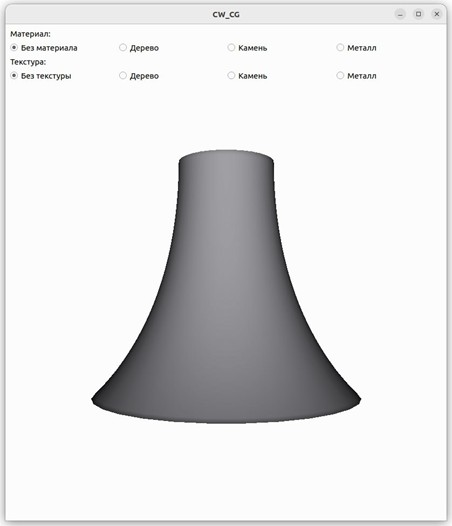 CW_CG
Материал:
Без материала Дерево Камень Металл
Текстура:
Без текстуры Дерево Камень Металл